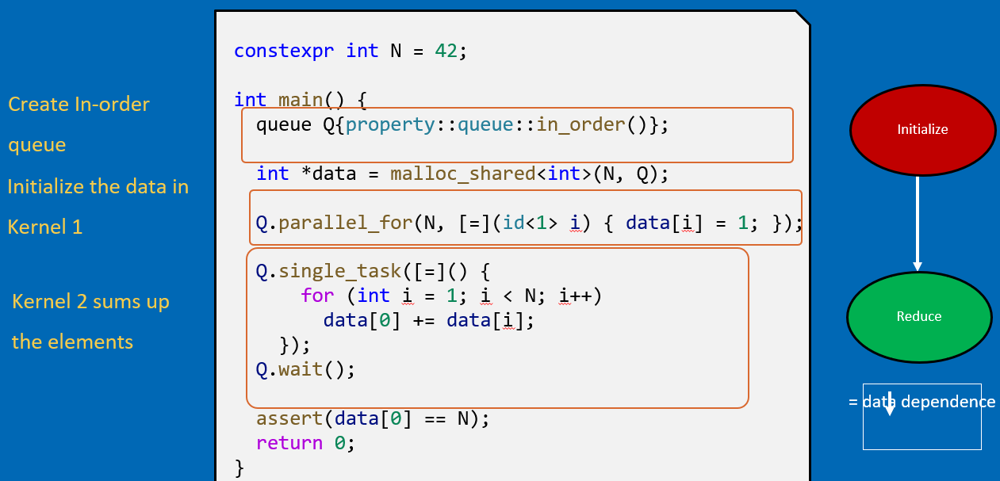 Create In-order
queue
Initialize the data in
Kernel 1
Kernel 2 sums up
the elements
constexpr int N = 42;
int main() {
queue Q{property::queue::in_order()};
int *data = malloc_shared<int>(N, Q);
Q.parallel_for(N, [=](id<1> i) { data[i] = 1; });
Q.single_task([=]() {
for (int i = 1; i < N; i++)
data[0] += data[i];
});
Q.wait();
assert(data[0] == N);
return 0;
}
Initialize
Reduce
= data dependence